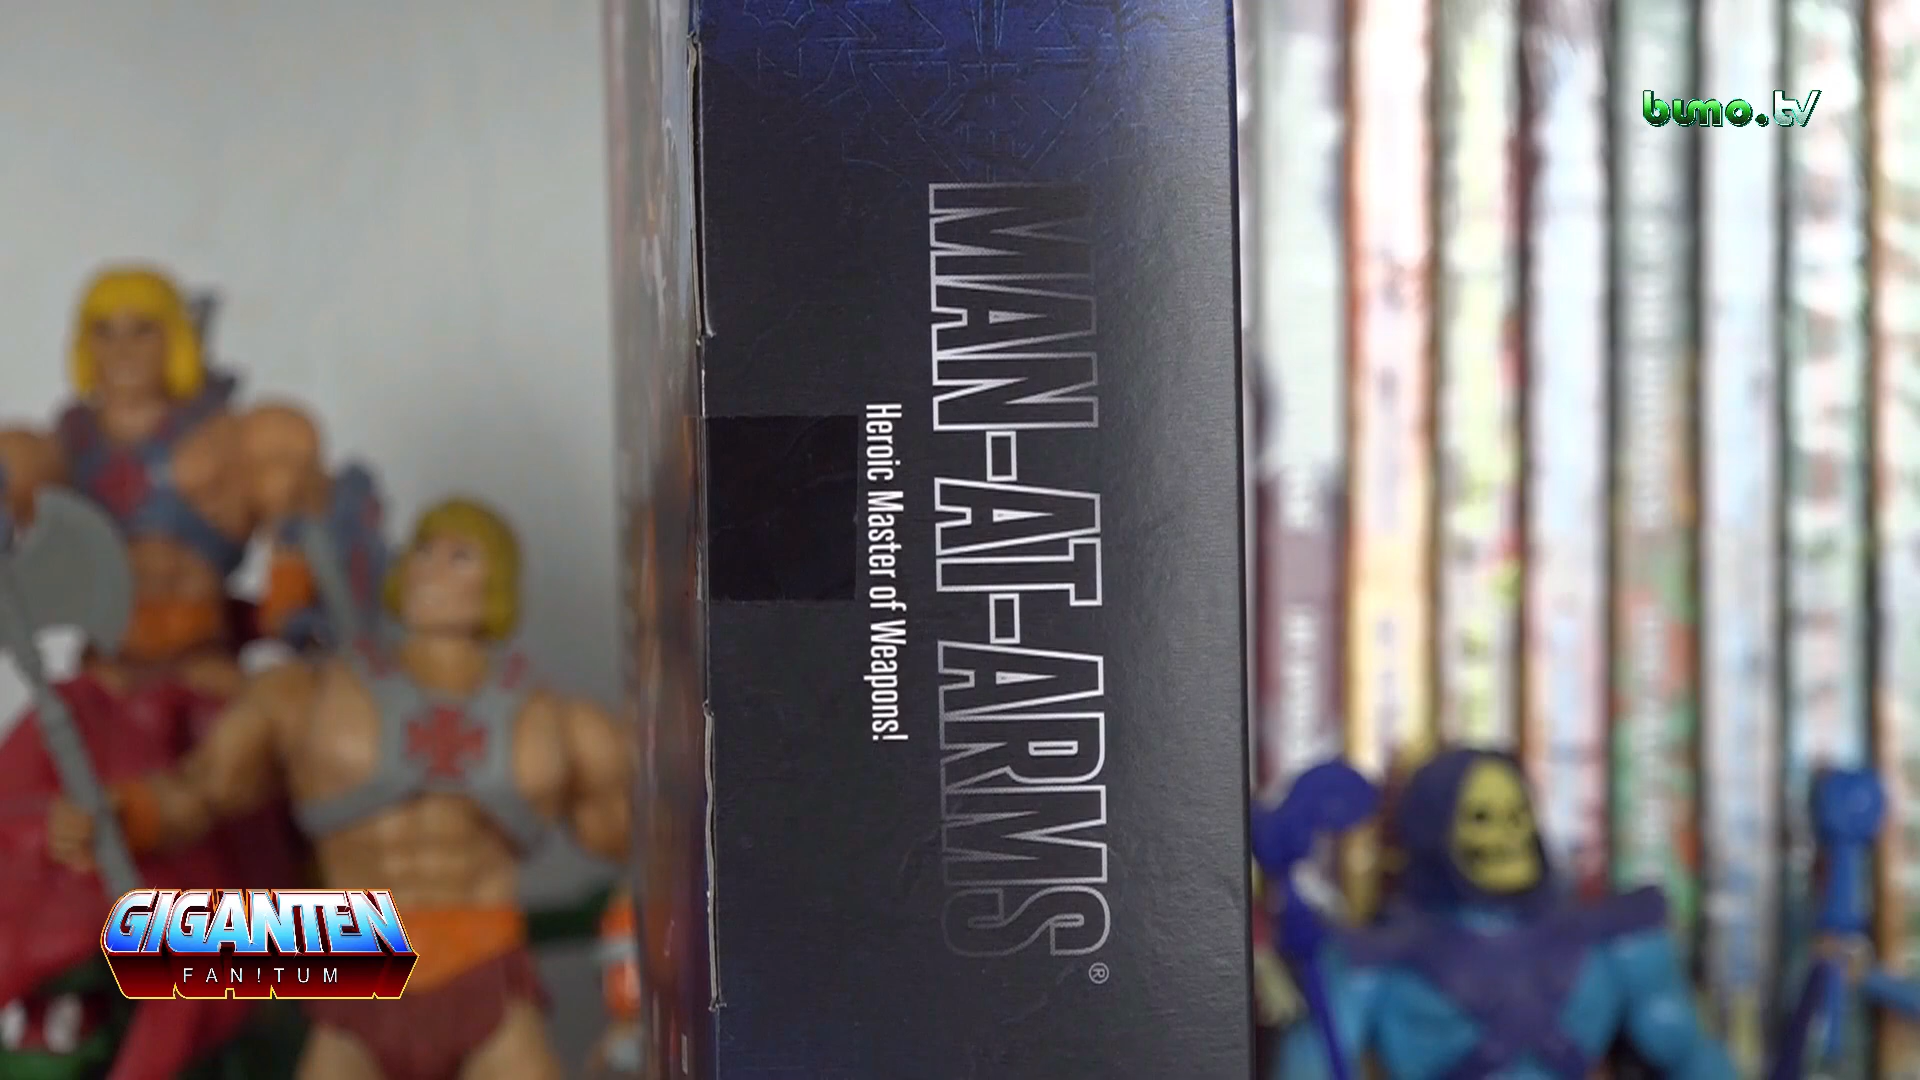 bumo.tv
MAN-AT-ARMS®
Heroic Master of Weapons!
GIGANTEN
FAN!TUM